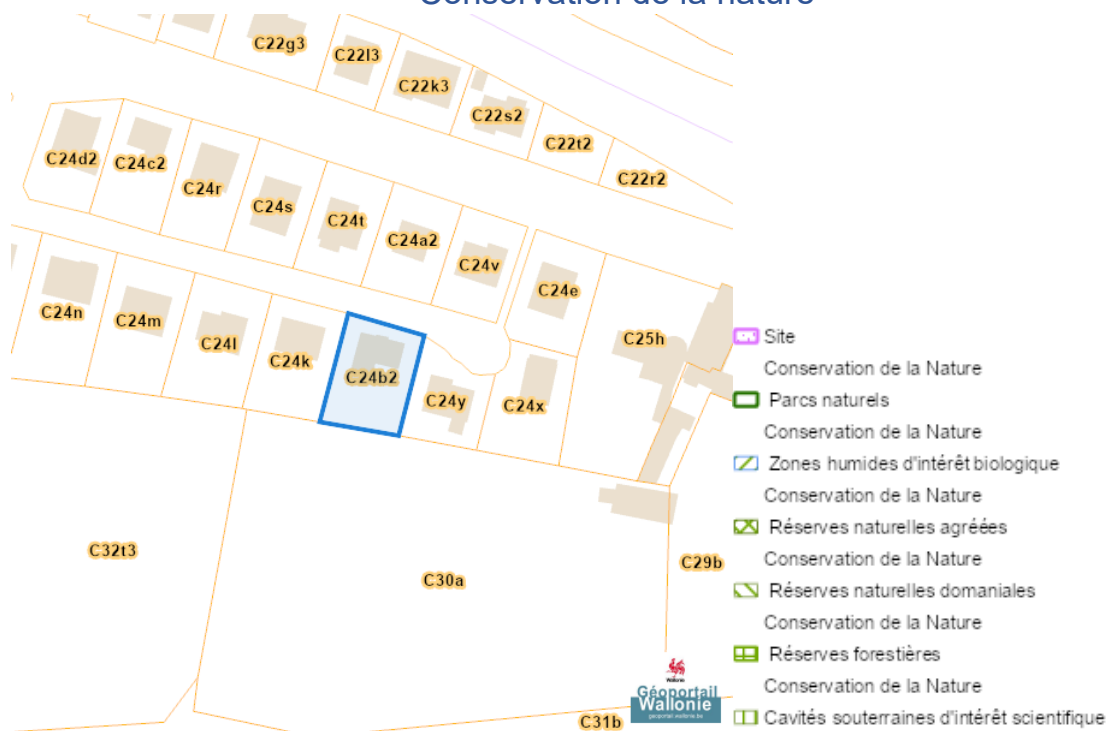 Conservation de la nature
C22g3
C22l3
C22k3
C22s2
C22t2
C22r2
C24d2
C24c2
C24r
C24s
C24t
C24a2
C24v
C24e
C24n
C24m
C24l
C24k
C24b2
C24y
C24x
C25h
C32t3
C30a
C29b
C31b
Wallonie
Géoportail
Wallonie
geoportail.wallonie.be
Site
Conservation de la Nature
Parcs naturels
Conservation de la Nature
Zones humides d'intérêt biologique
Conservation de la Nature
Réserves naturelles agréées
Conservation de la Nature
Réserves naturelles domaniales
Conservation de la Nature
Réserves forestières
Conservation de la Nature
Cavités souterraines d'intérêt scientifique